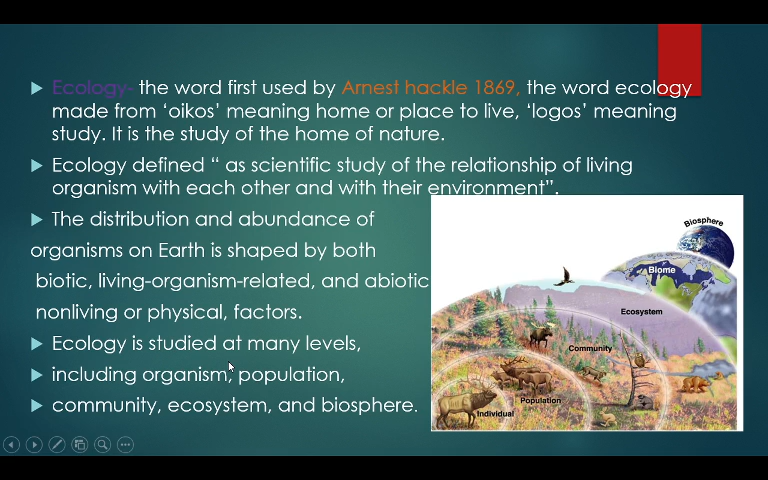 Ecology- the word first used by Arnest hackle 1869, the word ecology
made from ‘oikos’ meaning home or place to live, ‘logos’ meaning
study. It is the study of the home of nature.
Ecology defined “ as scientific study of the relationship of living
organism with each other and with their environment”.
The distribution and abundance of
organisms on Earth is shaped by both
biotic, living-organism-related, and abiotic
nonliving or physical, factors.
Ecology is studied at many levels,
including organism, population,
community, ecosystem, and biosphere.
Biosphere
Biome
Ecosystem
Community
Population
Individual